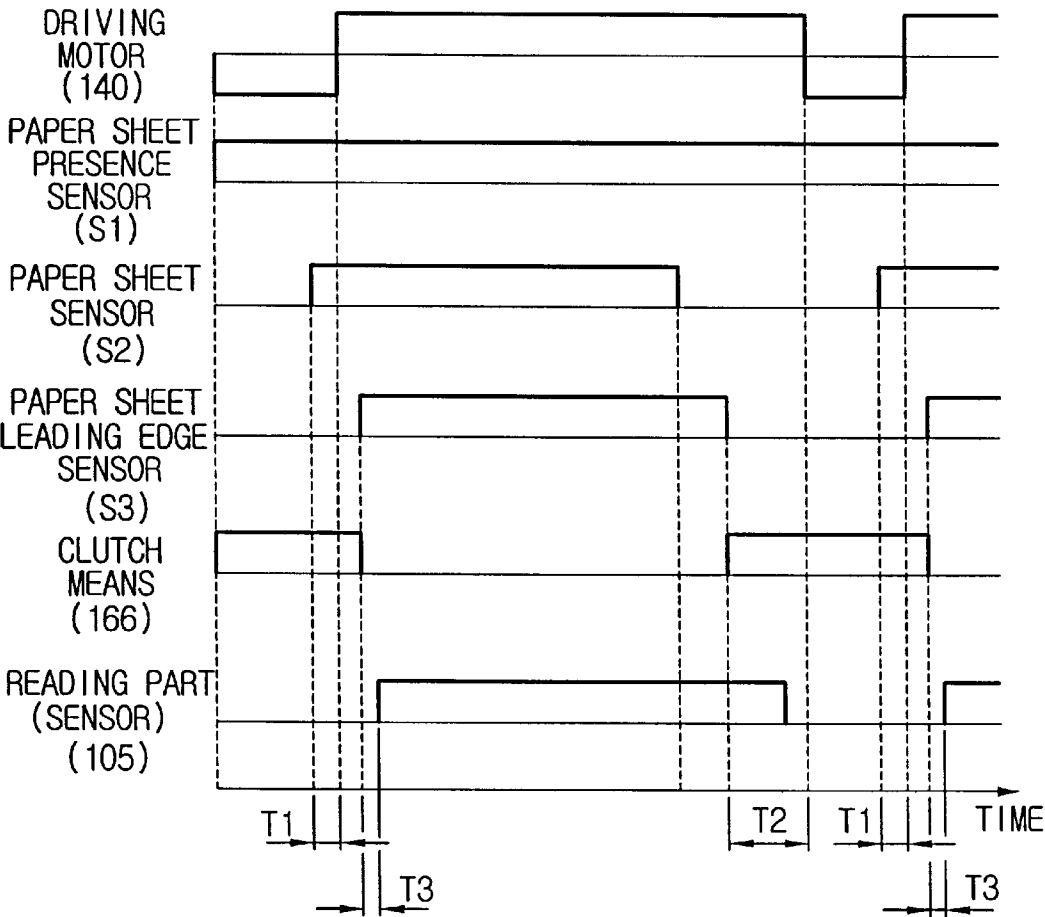 DRIVING
MOTOR
(140)
PAPER SHEET
PRESENCE
SENSOR
(S1)
PAPER SHEET
SENSOR
(S2)
PAPER SHEET
LEADING EDGE
SENSOR
(S3)
CLUTCH
MEANS
(166)
READING PART
(SENSOR)
(105)
T1 T2 T1 TIME
T3 T3